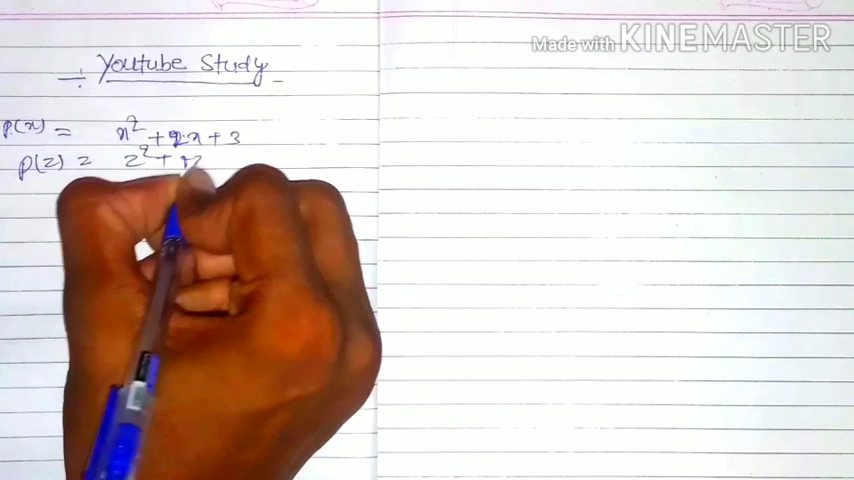 Made with KINEMASTER
÷ Youtube Study -
P(x) = x² + 2x + 3
P(z) = z² +